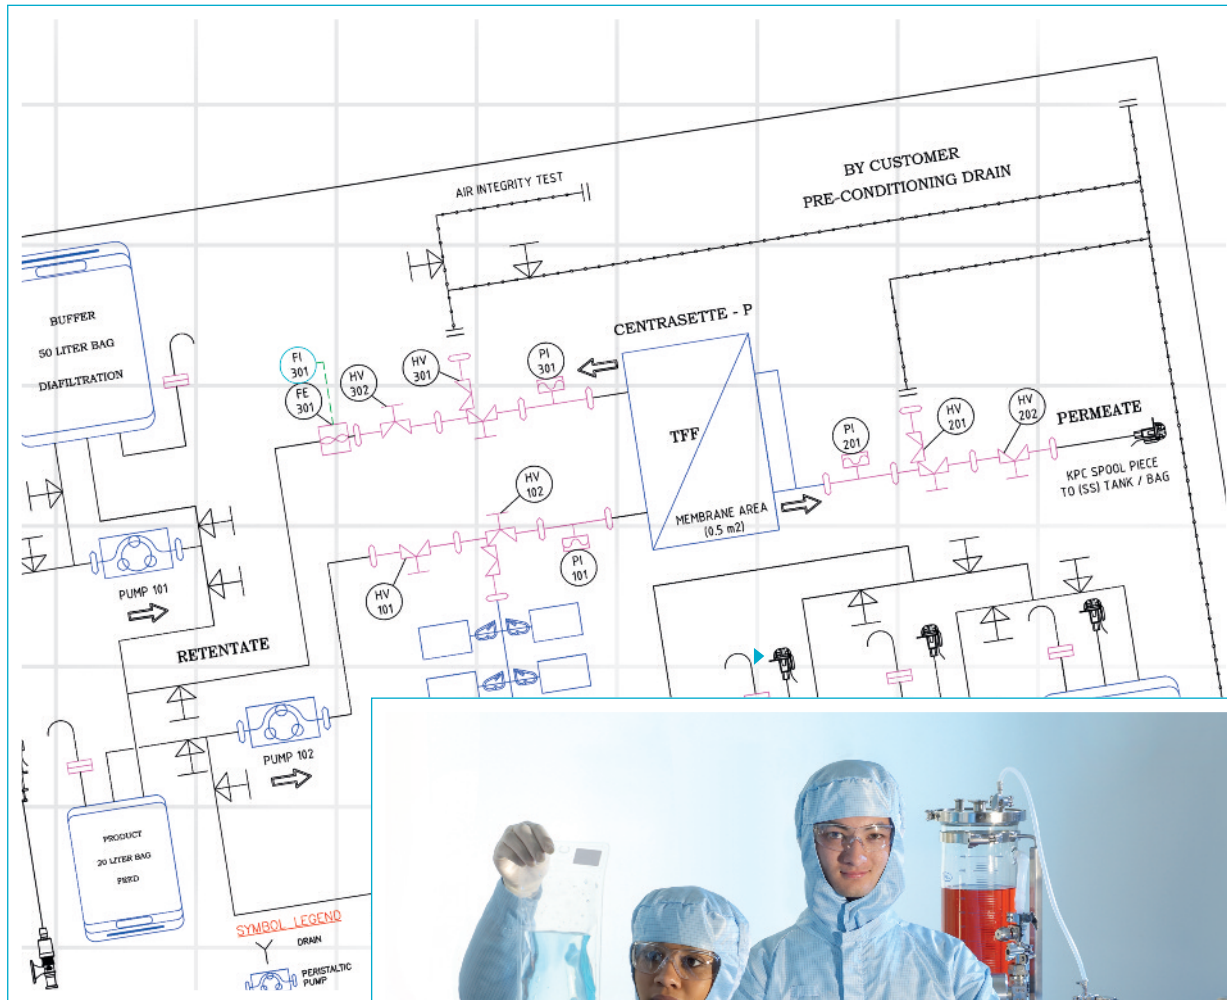 AIR INTEGRITY TEST
BY CUSTOMER
PRE-CONDITIONING DRAIN
BUFFER
50 LITER BAG
DIAFILTRATION
FI
301
FE
301
HV
302
HV
301
PI
301
CENTRASETTE - P
TFF
MEMBRANE AREA
(0.5 m2)
PI
201
HV
201
HV
202
PERMEATE
KPC SPOOL PIECE
TO (SS) TANK / BAG
HV
102
PI
101
HV
101
PUMP 101
RETENTATE
PUMP 102
PRODUCT
20 LITER BAG
FEED
SYMBOL LEGEND
DRAIN
PERISTALTIC
PUMP